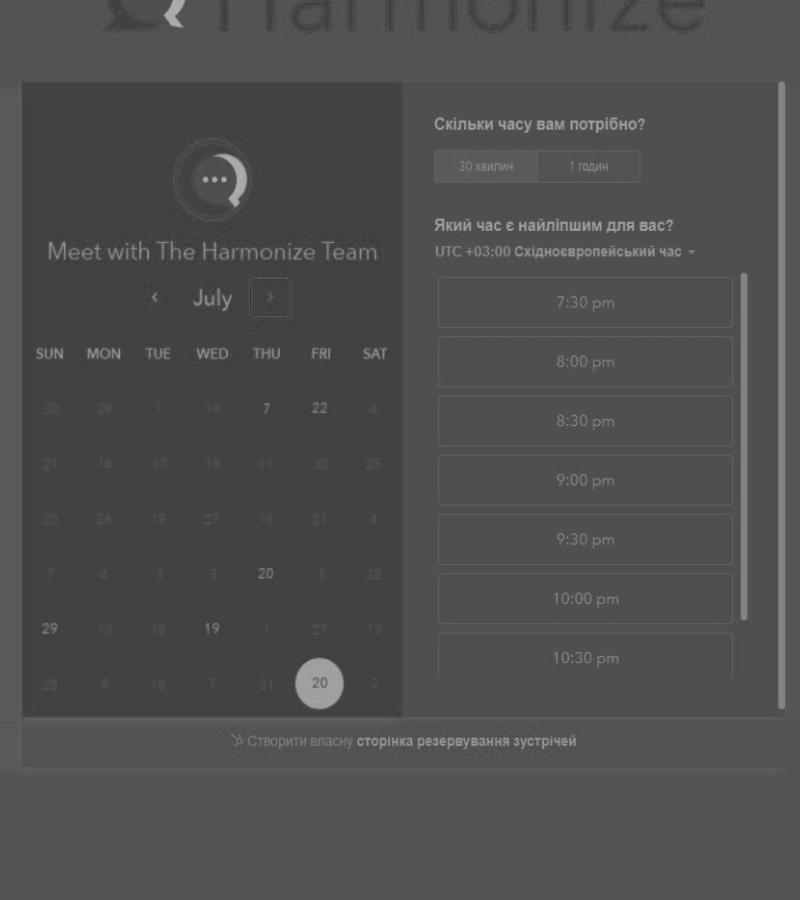 Harmonize
Скільки часу вам потрібно?
30 хвилин 1 годин
Meet with The Harmonize Team
Який час є найліпшим для вас?
UTC +03:00 Східноєвропейський час
July
7:30 pm
SUN MON TUE WED THU FRI SAT
8:00 pm
30 29 1 14 7 22 4
8:30 pm
21 16 17 16 11 30 25
9:00 pm
20 26 19 27 18 21 4
9:30 pm
7 4 3 3 20 8 28
10:00 pm
29 10 18 19 1 27 13
10:30 pm
28 8 18 7 31 20 2
Створити власну сторінка резервування зустрічей